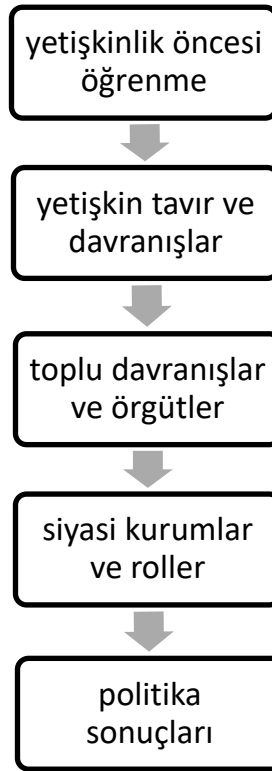 yetişkinlik öncesi
öğrenme
yetişkin tavır ve
davranışlar
toplu davranışlar
ve örgütler
siyasi kurumlar
ve roller
politika
sonuçları